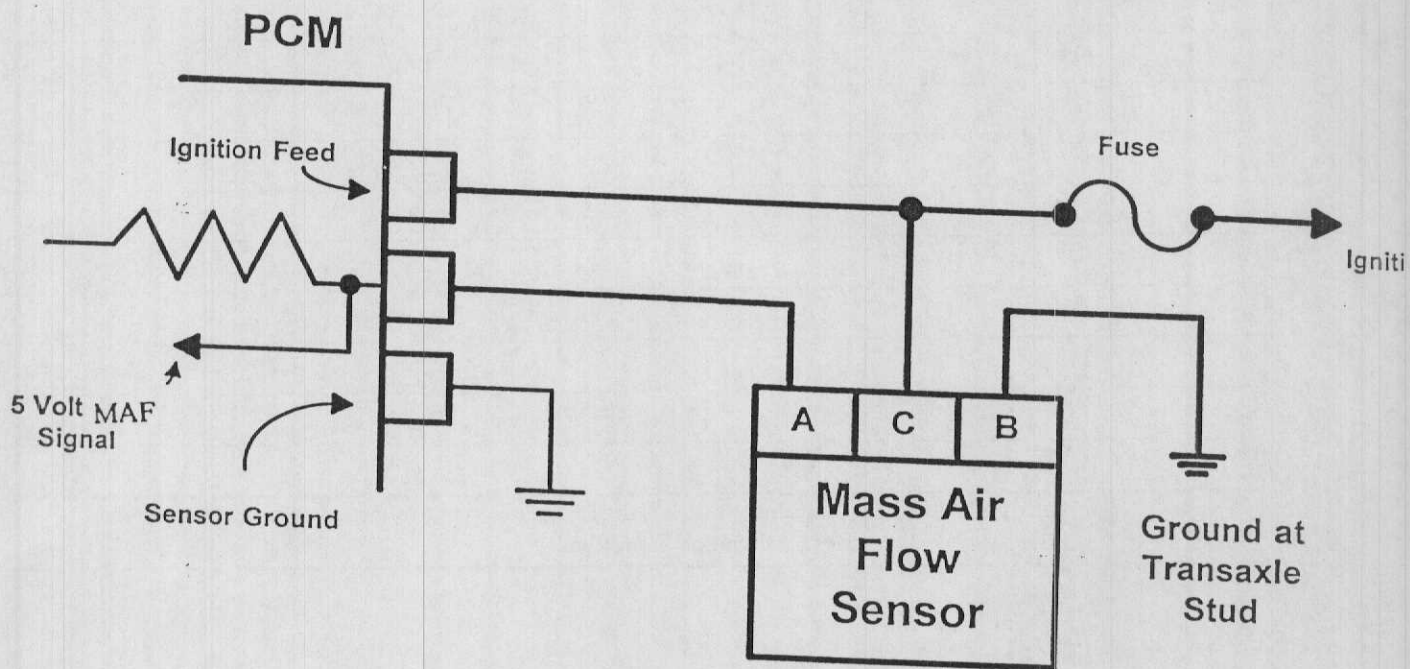 PCM
Ignition Feed
Fuse
Igniti
5 Volt MAF
Signal
Sensor Ground
A C B
Mass Air
Flow
Sensor
Ground at
Transaxle
Stud